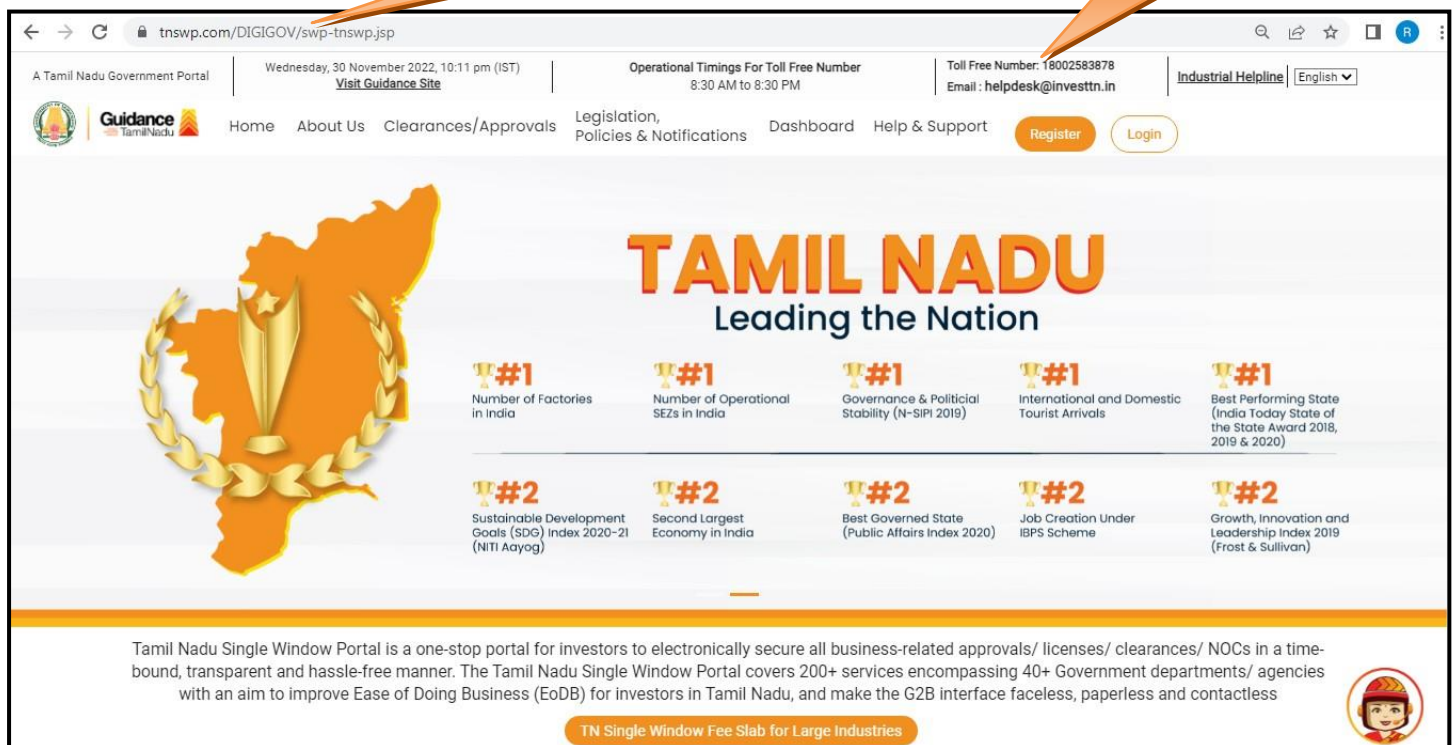 tnswp.com/DIGIGOV/swp-tnswp.jsp
R
A Tamil Nadu Government Portal
Wednesday, 30 November 2022, 10:11 pm (IST)
Visit Guidance Site
Operational Timings For Toll Free Number
8:30 AM to 8:30 PM
Toll Free Number: 18002583878
Email : helpdesk@investtn.in
Industrial Helpline
English
Guidance
TamilNadu
Home
About Us
Clearances/Approvals
Legislation,
Policies & Notifications
Dashboard
Help & Support
Register
Login
TAMIL NADU
Leading the Nation
#1
Number of Factories
in India
#1
Number of Operational
SEZs in India
#1
Governance & Politicial
Stability (N-SIPI 2019)
#1
International and Domestic
Tourist Arrivals
#1
Best Performing State
(India Today State of
the State Award 2018,
2019 & 2020)
#2
Sustainable Development
Goals (SDG) Index 2020-21
(NITI Aayog)
#2
Second Largest
Economy in India
#2
Best Governed State
(Public Affairs Index 2020)
#2
Job Creation Under
IBPS Scheme
#2
Growth, Innovation and
Leadership Index 2019
(Frost & Sullivan)
Tamil Nadu Single Window Portal is a one-stop portal for investors to electronically secure all business-related approvals/ licenses/ clearances/ NOCs in a time-
bound, transparent and hassle-free manner. The Tamil Nadu Single Window Portal covers 200+ services encompassing 40+ Government departments/ agencies
with an aim to improve Ease of Doing Business (EoDB) for investors in Tamil Nadu, and make the G2B interface faceless, paperless and contactless
TN Single Window Fee Slab for Large Industries